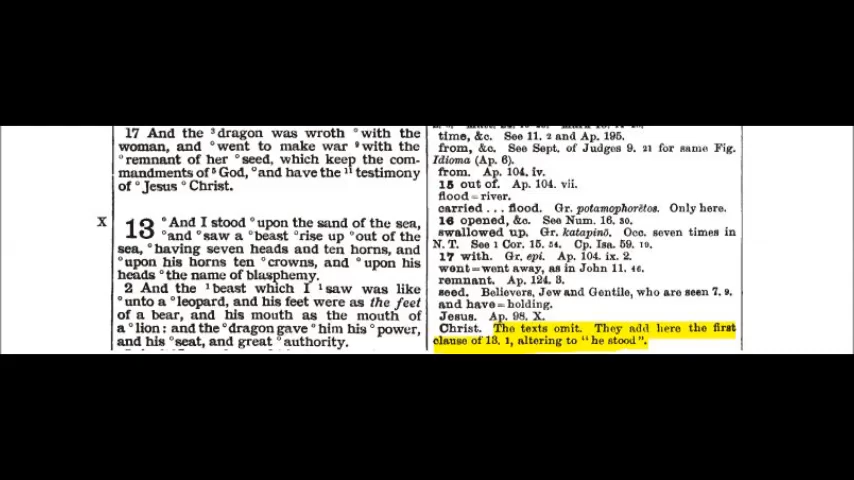 17 And the ³dragon was wroth °with the
woman, and °went to make war ⁹with the
°remnant of her °seed, which keep the com-
mandments of ⁵God, °and have the ¹¹testimony
of °Jesus °Christ.
X
13 °And I stood °upon the sand of the sea,
°and °saw a °beast °rise up °out of the
sea, °having seven heads and ten horns, and
°upon his horns ten °crowns, and °upon his
heads °the name of blasphemy.
2 And the ¹beast which I ¹saw was like
°unto a °leopard, and his feet were as the feet
of a bear, and his mouth as the mouth of
a °lion: and the °dragon gave °him his °power,
and his °seat, and great °authority.
time, &c. See 11. 2 and Ap. 195.
from, &c. See Sept. of Judges 9. 21 for same Fig.
Idioma (Ap. 6).
from. Ap. 104. iv.
15 out of. Ap. 104. vii.
flood=river.
carried . . . flood. Gr. potamophorētos. Only here.
16 opened, &c. See Num. 16. 30.
swallowed up. Gr. katapinō. Occ. seven times in
N. T. See 1 Cor. 15. 54. Cp. Isa. 59. 19.
17 with. Gr. epi. Ap. 104. ix. 2.
went=went away, as in John 11. 46.
remnant. Ap. 124. 3.
seed. Believers, Jew and Gentile, who are seen 7. 9.
and have=holding.
Jesus. Ap. 98. X.
Christ. The texts omit. They add here the first
clause of 13. 1, altering to "he stood".